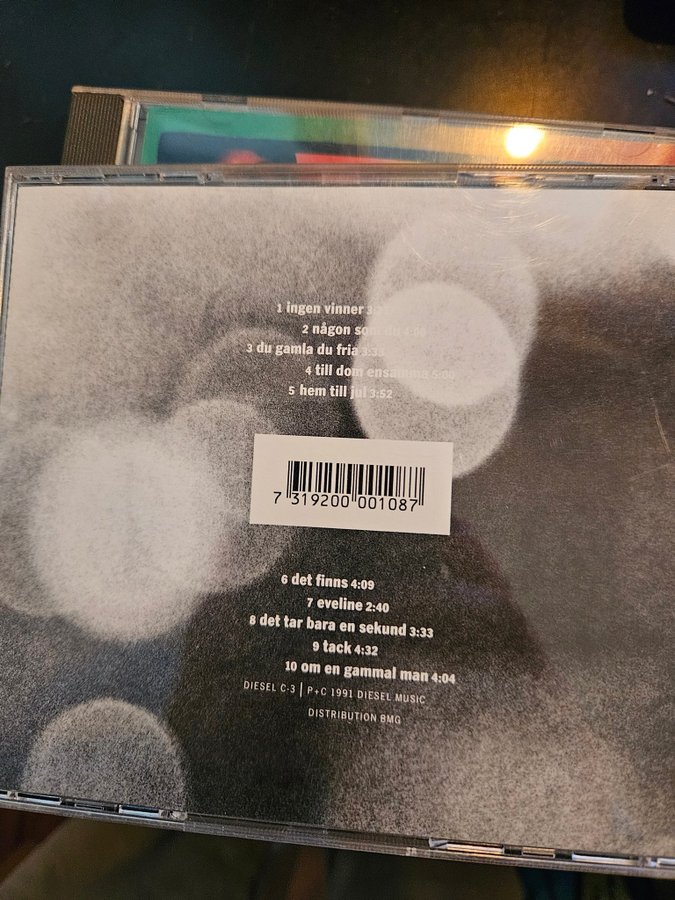 1 ingen vinner
2 någon som
3 du gamla du fria 3:33
4 till dom ensamma 5:00
5 hem till jul 3:52
7 319200 001087
6 det finns 4:09
7 eveline 2:40
8 det tar bara en sekund 3:33
9 tack 4:32
10 om en gammal man 4:04
DIESEL C-3 | P+C 1991 DIESEL MUSIC
DISTRIBUTION BMG